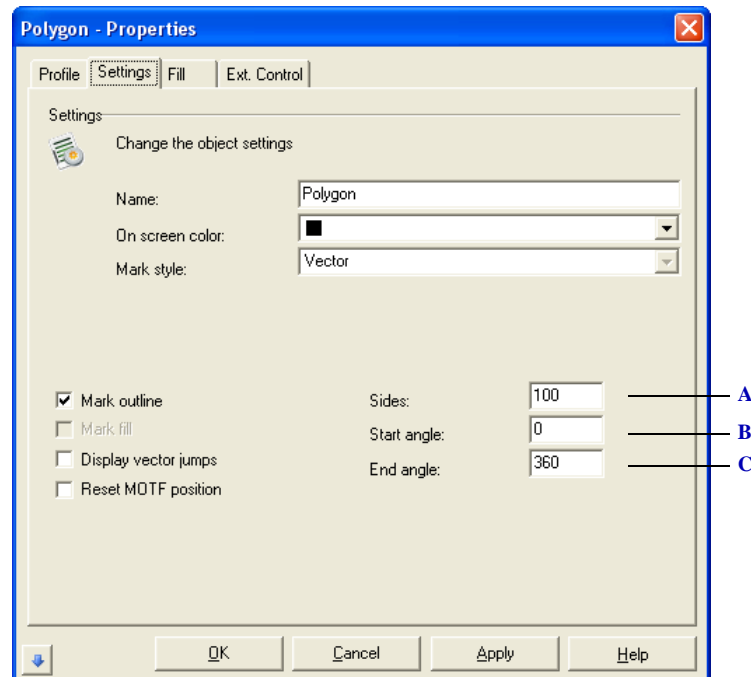 Polygon - Properties
Profile Settings Fill Ext. Control
Settings
Change the object settings
Name: Polygon
On screen color:
Mark style: Vector
Mark outline Sides: 100 A
Mark fill Start angle: 0 B
Display vector jumps End angle: 360 C
Reset MOTF position
OK Cancel Apply Help